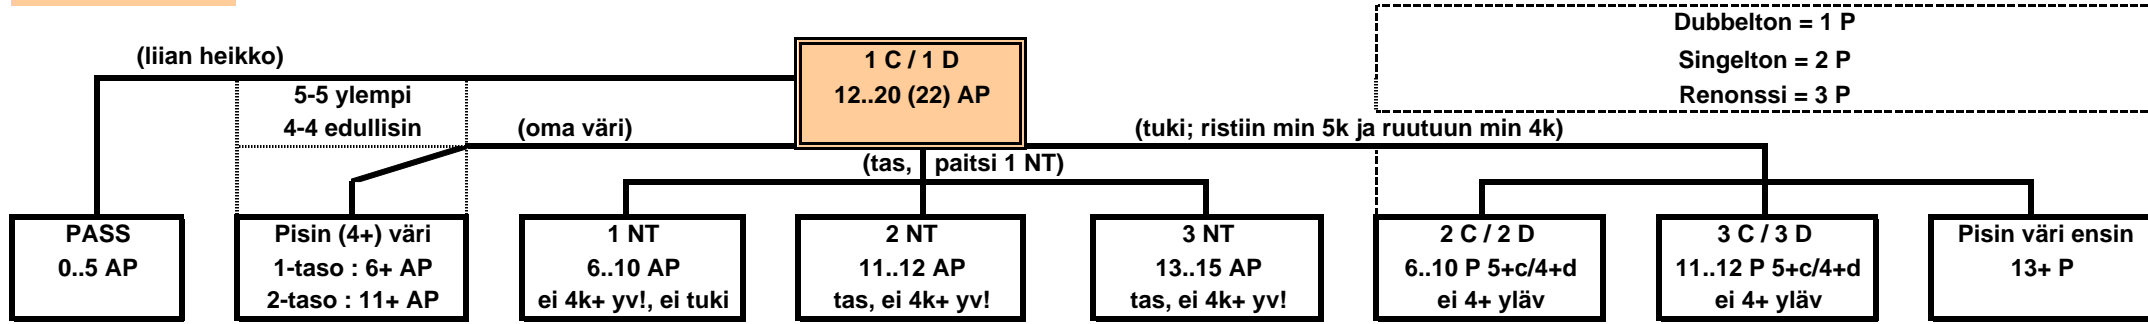 Dubbelton = 1 P
Singelton = 2 P
Renonssi = 3 P
(liian heikko)
1 C / 1 D
12..20 (22) AP
5-5 ylempi
4-4 edullisin
(oma väri)
(tuki; ristiin min 5k ja ruutuun min 4k)
(tas, paitsi 1 NT)
PASS
0..5 AP
Pisin (4+) väri
1-taso : 6+ AP
2-taso : 11+ AP
1 NT
6..10 AP
ei 4k+ yv!, ei tuki
2 NT
11..12 AP
tas, ei 4k+ yv!
3 NT
13..15 AP
tas, ei 4k+ yv!
2 C / 2 D
6..10 P 5+c/4+d
ei 4+ yläv
3 C / 3 D
11..12 P 5+c/4+d
ei 4+ yläv
Pisin väri ensin
13+ P